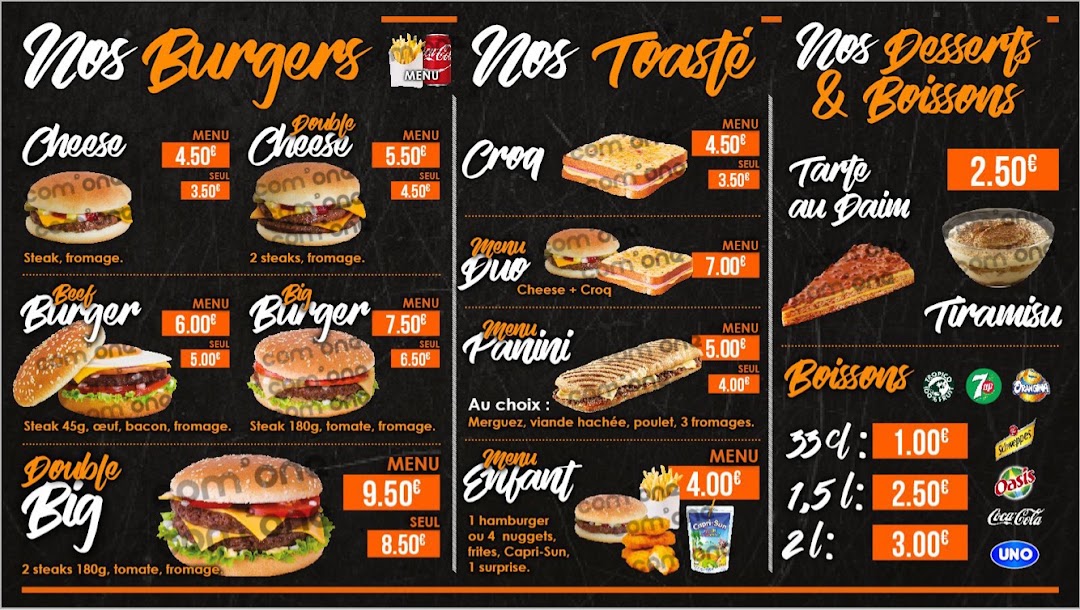 Nos Burgers
Coca-Cola
MENU
Cheese
MENU
4.50€
SEUL
3.50€
Steak, fromage.
Double
Cheese
MENU
5.50€
SEUL
4.50€
2 steaks, fromage.
Beef
Burger
MENU
6.00€
SEUL
5.00€
Steak 45g, œuf, bacon, fromage.
Big
Burger
MENU
7.50€
SEUL
6.50€
Steak 180g, tomate, fromage.
Double
Big
MENU
9.50€
SEUL
8.50€
2 steaks 180g, tomate, fromage.
Nos Toasté
Croq
MENU
4.50€
SEUL
3.50€
Menu
Duo
MENU
7.00€
Cheese + Croq
Menu
Panini
MENU
5.00€
SEUL
4.00€
Au choix :
Merguez, viande hachée, poulet, 3 fromages.
Menu
Enfant
MENU
4.00€
1 hamburger
ou 4 nuggets,
frites, Capri-Sun,
1 surprise.
Capri-Sun
Nos Desserts
& Boissons
Tarte
au Daim
2.50€
Tiramisu
Boissons
TROPICO
7up
ORANGINA
33cl : 1.00€
Schweppes
1,5l : 2.50€
Oasis
Coca-Cola
2l : 3.00€
UNO
com'one